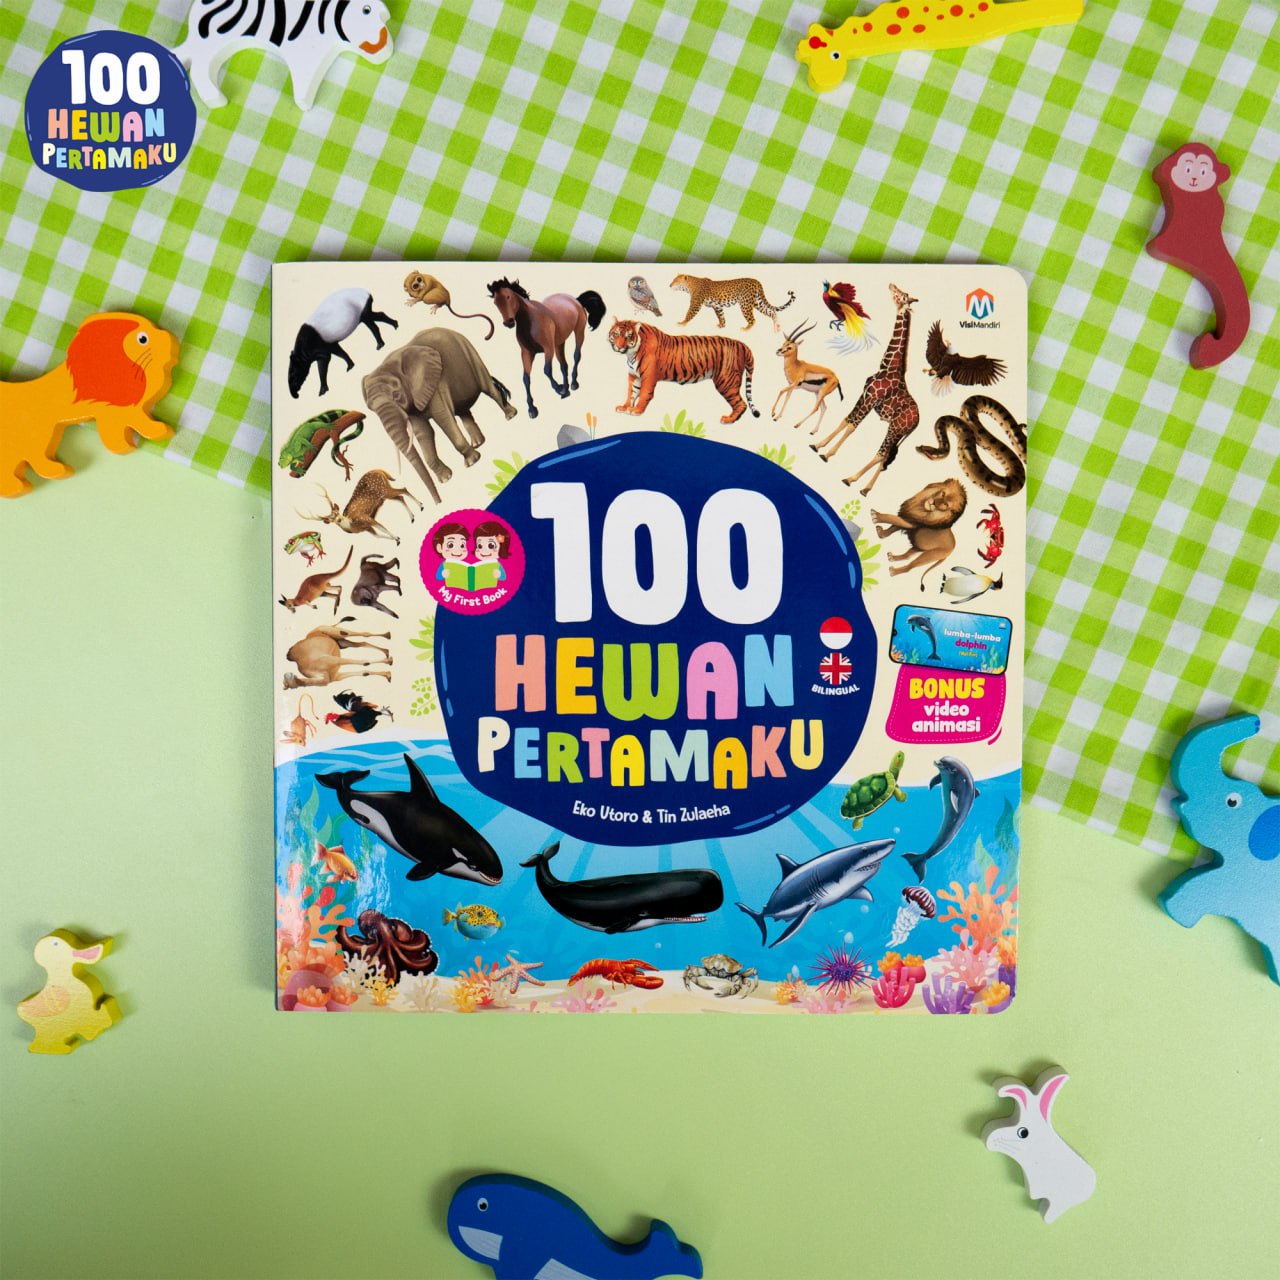 100
HEWAN
PERTAMAKU
VisiMandiri
100
HEWAN
PERTAMAKU
My First Book
BILINGUAL
lumba-lumba
dolphin
BONUS
video
animasi
Eko Utoro & Tin Zulaeha